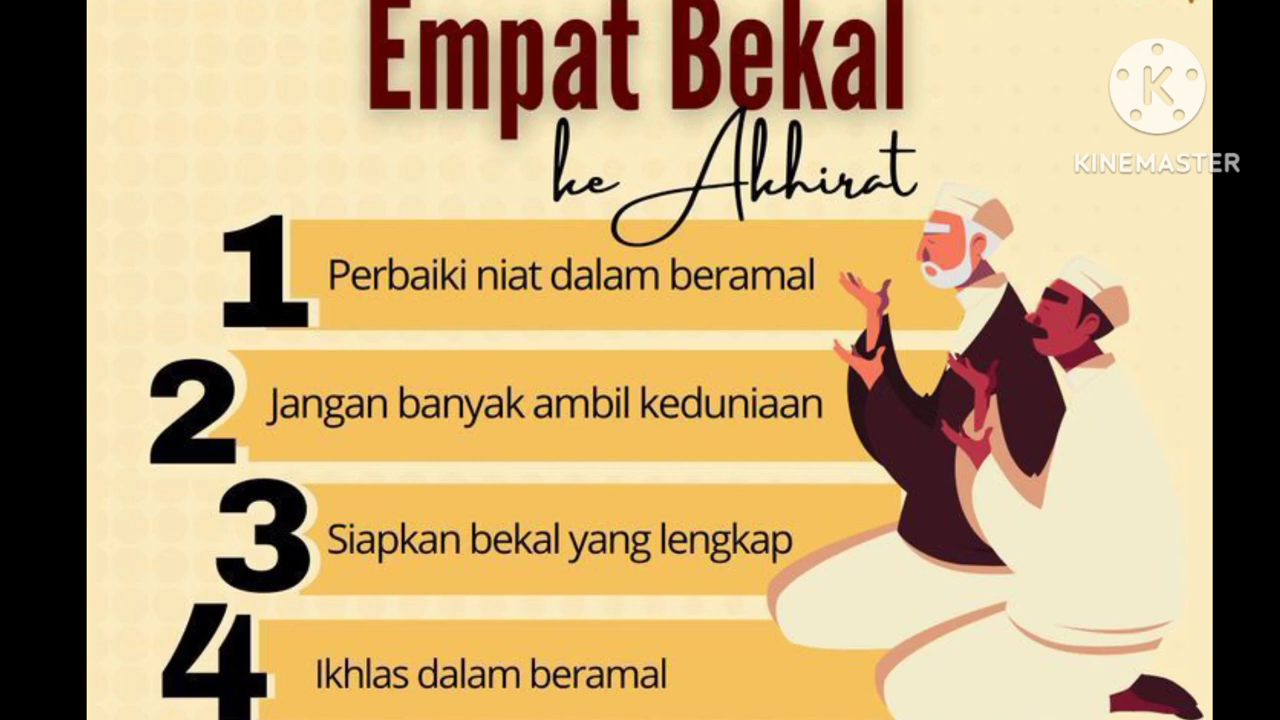 Empat Bekal
ke Akhirat
KINEMASTER
1 Perbaiki niat dalam beramal
2 Jangan banyak ambil keduniaan
3 Siapkan bekal yang lengkap
4 Ikhlas dalam beramal